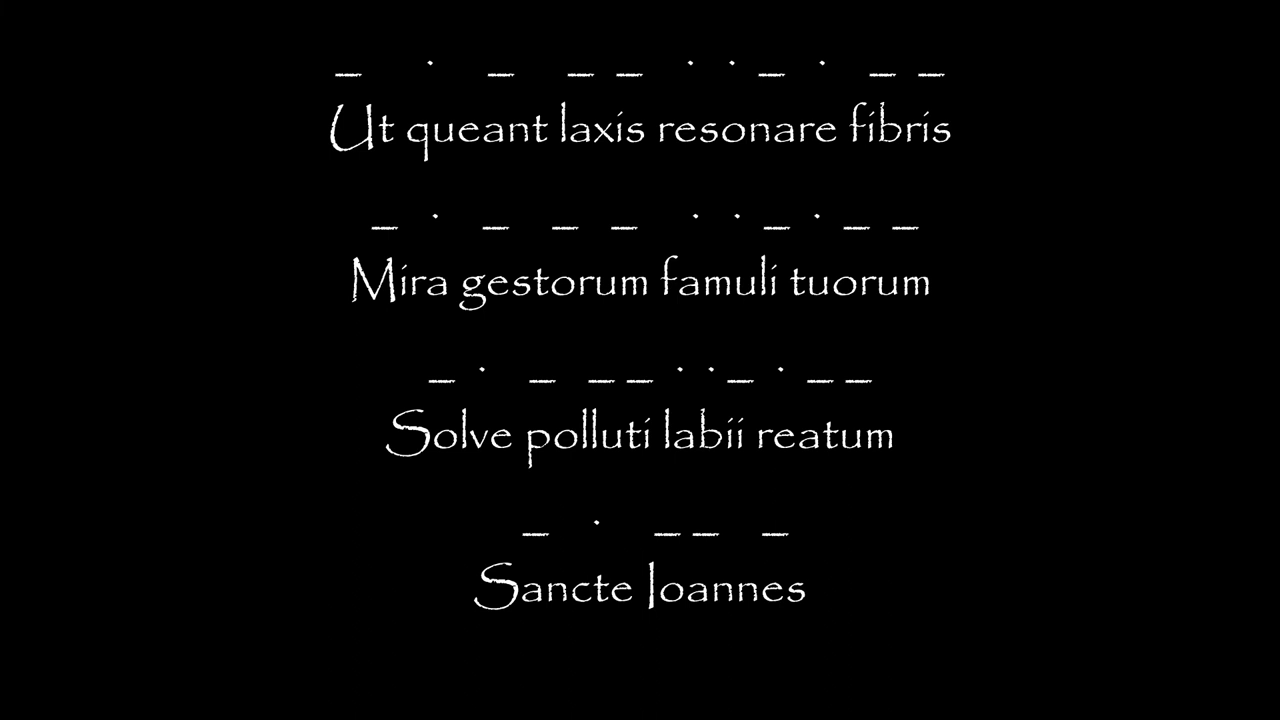 _ . _ _ _ . . _ . _ _
Ut queant laxis resonare fibris
_ . _ _ _ . . _ . _ _
Mira gestorum famuli tuorum
_ . _ _ _ . . _ . _ _
Solve polluti labii reatum
_ . _ _ _
Sancte Ioannes